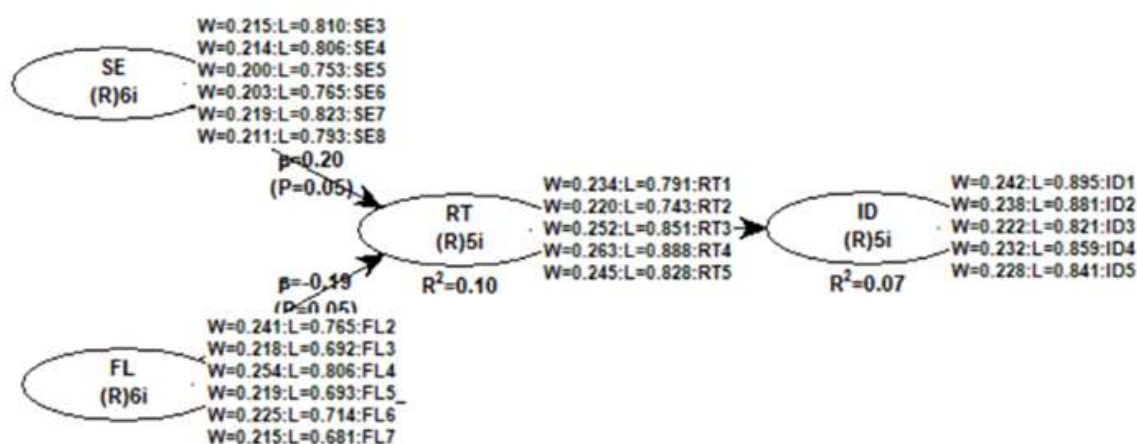 SE
(R)6i
W=0.215:L=0.810:SE3
W=0.214:L=0.806:SE4
W=0.200:L=0.753:SE5
W=0.203:L=0.765:SE6
W=0.219:L=0.823:SE7
W=0.211:L=0.793:SE8
β=0.20
(P=0.05)
RT
(R)5i
R²=0.10
W=0.234:L=0.791:RT1
W=0.220:L=0.743:RT2
W=0.252:L=0.851:RT3
W=0.263:L=0.888:RT4
W=0.245:L=0.828:RT5
ID
(R)5i
R²=0.07
W=0.242:L=0.895:ID1
W=0.238:L=0.881:ID2
W=0.222:L=0.821:ID3
W=0.232:L=0.859:ID4
W=0.228:L=0.841:ID5
β=-0.19
(P=0.05)
FL
(R)6i
W=0.241:L=0.765:FL2
W=0.218:L=0.692:FL3
W=0.254:L=0.806:FL4
W=0.219:L=0.693:FL5_
W=0.225:L=0.714:FL6
W=0.215:L=0.681:FL7